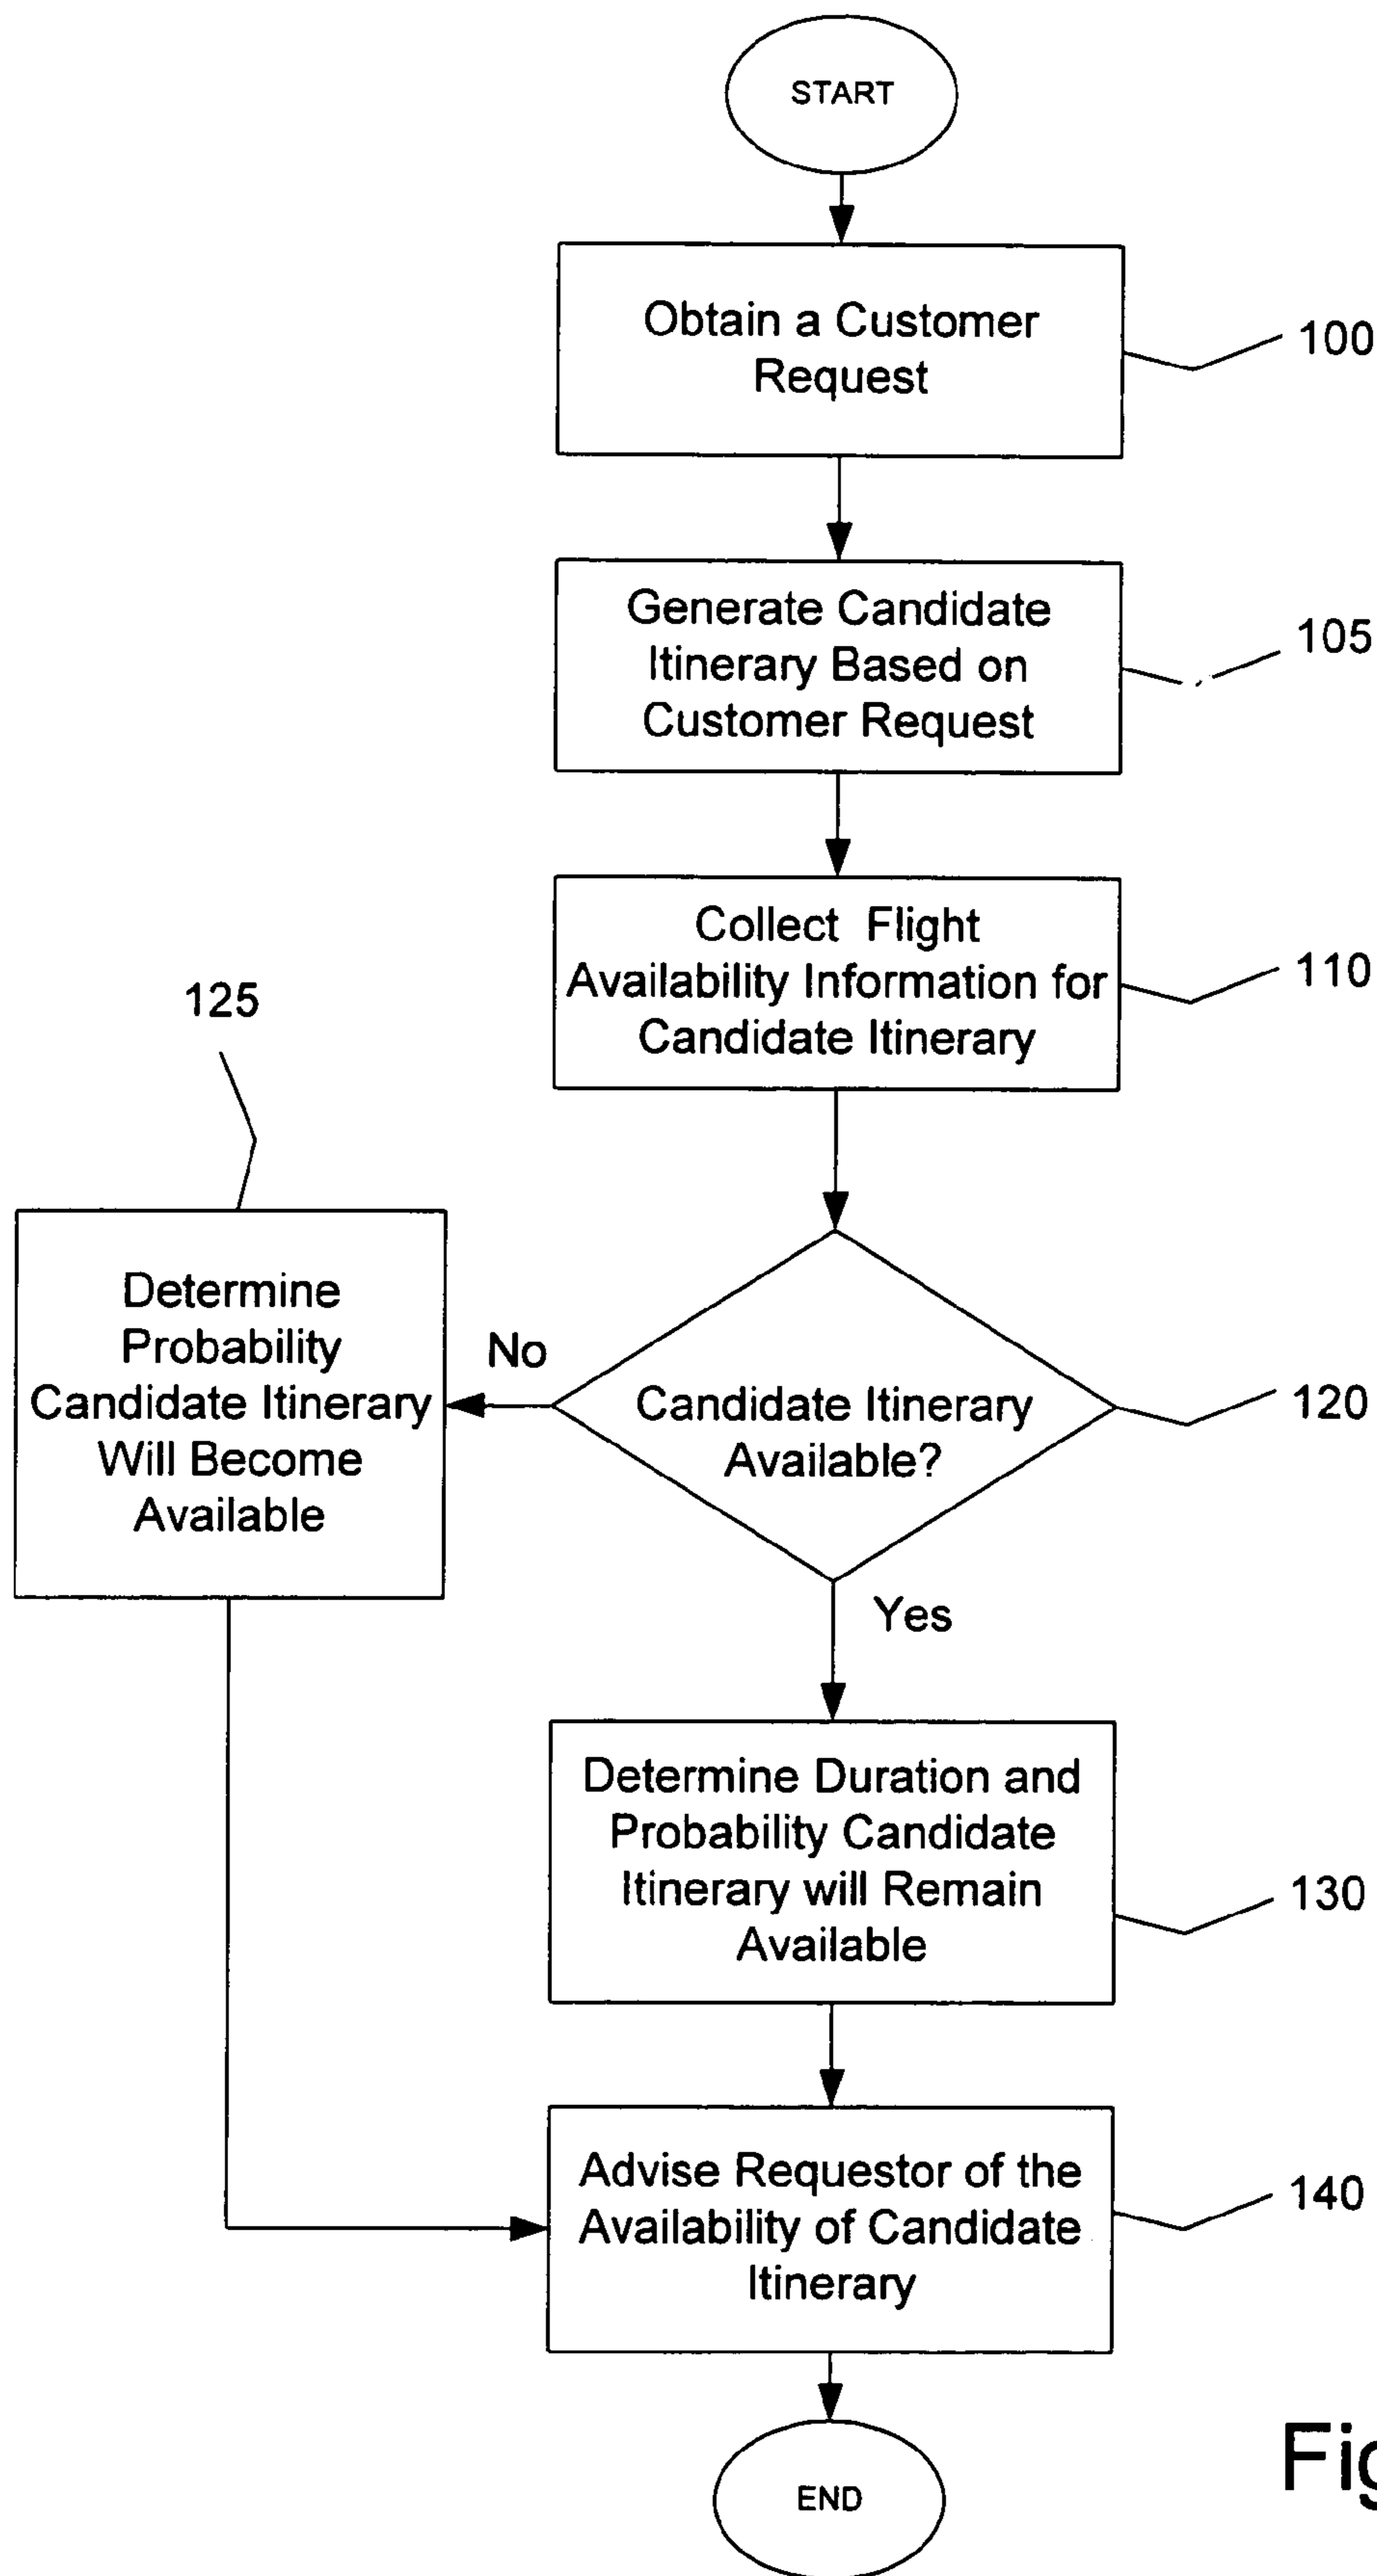 START
Obtain a Customer
Request
100
Generate Candidate
Itinerary Based on
Customer Request
105
Collect Flight
Availability Information for
Candidate Itinerary
110
125
Determine
Probability
Candidate Itinerary
Will Become
Available
No
Candidate Itinerary
Available?
120
Yes
Determine Duration and
Probability Candidate
Itinerary will Remain
Available
130
Advise Requestor of the
Availability of Candidate
Itinerary
140
END
Fig